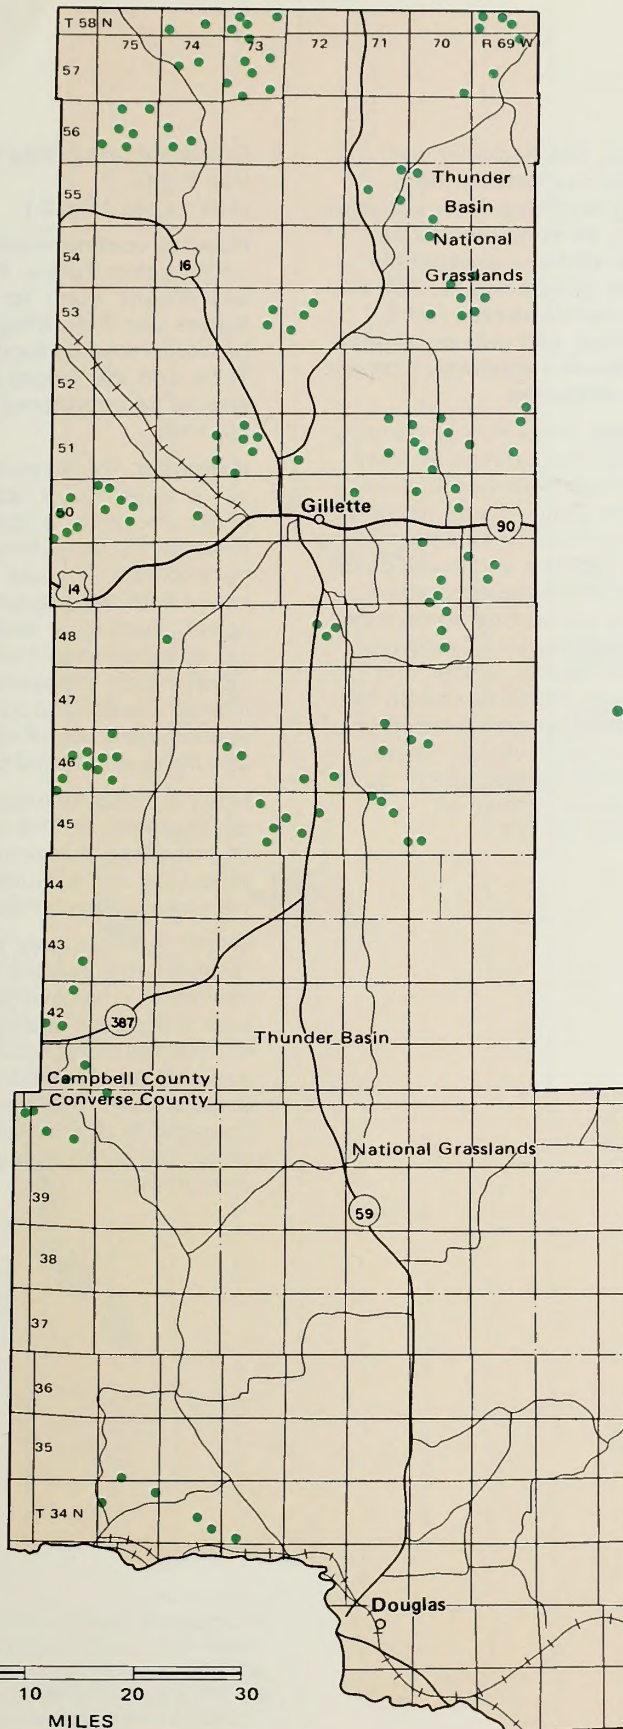 T 58 N
75 74 73 72 71 70 R 69 W
57
56
55
Thunder
Basin
National
Grasslands
54
16
53
52
51
50
Gillette
90
14
48
47
46
45
44
43
42
387
Thunder Basin
Campbell County
Converse County
National Grasslands
39
59
38
37
36
35
T 34 N
Douglas
10 20 30
MILES